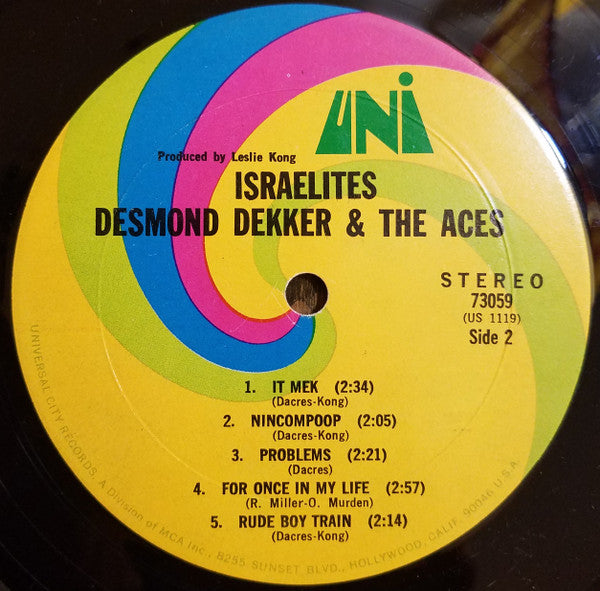 UNI
Produced by Leslie Kong
ISRAELITES
DESMOND DEKKER & THE ACES
STEREO
73059
(US 1119)
Side 2
1. IT MEK (2:34)
(Dacres-Kong)
2. NINCOMPOOP (2:05)
(Dacres-Kong)
3. PROBLEMS (2:21)
(Dacres)
4. FOR ONCE IN MY LIFE (2:57)
(R. Miller-O. Murden)
5. RUDE BOY TRAIN (2:14)
(Dacres-Kong)
UNIVERSAL CITY RECORDS, A Division of MCA Inc., 8255 SUNSET BLVD., HOLLYWOOD, CALIF. 90046 U.S.A.